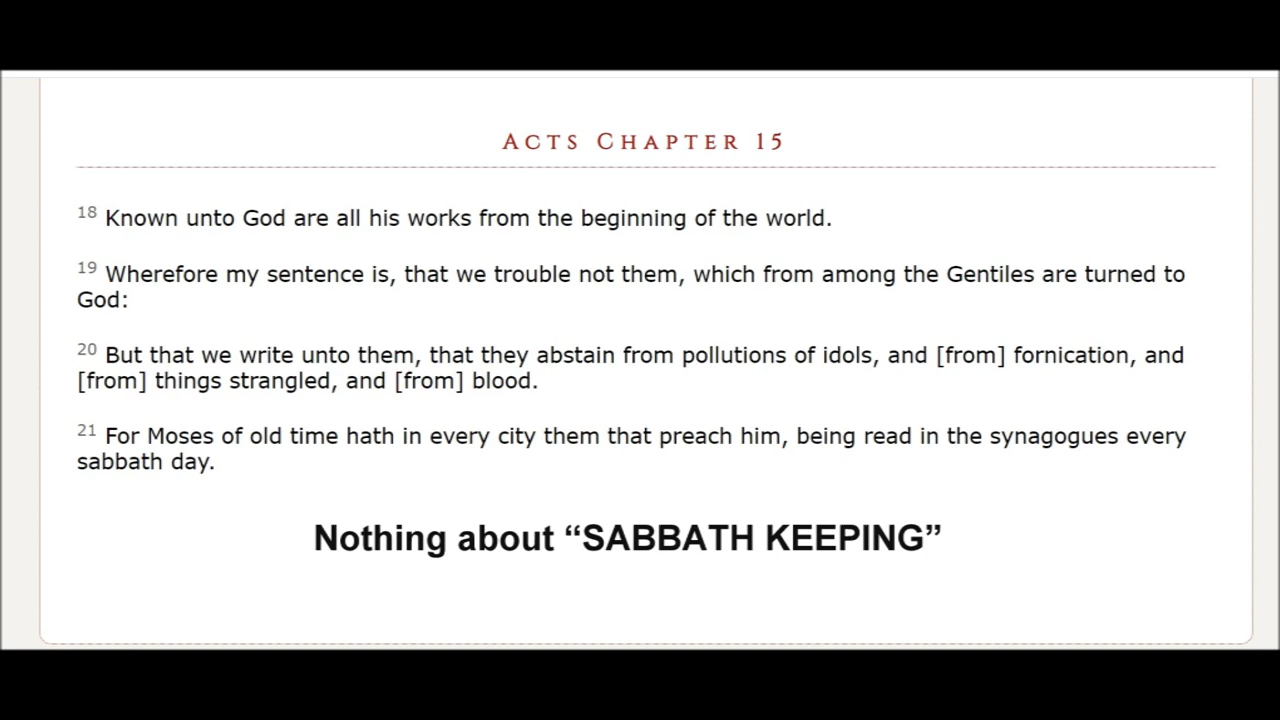 Acts Chapter 15
18 Known unto God are all his works from the beginning of the world.
19 Wherefore my sentence is, that we trouble not them, which from among the Gentiles are turned to
God:
20 But that we write unto them, that they abstain from pollutions of idols, and [from] fornication, and
[from] things strangled, and [from] blood.
21 For Moses of old time hath in every city them that preach him, being read in the synagogues every
sabbath day.
Nothing about “SABBATH KEEPING”